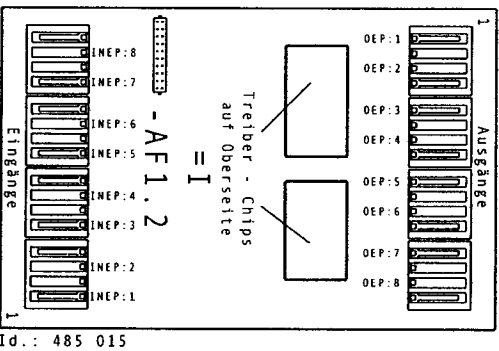 1
INEP:8
INEP:7
INEP:6
INEP:5
INEP:4
INEP:3
INEP:2
INEP:1
Eingänge
1
-AF1.2
=I
Treiber - Chips
auf Oberseite
OEP:1
OEP:2
OEP:3
OEP:4
OEP:5
OEP:6
OEP:7
OEP:8
Ausgänge
Id.: 485 015